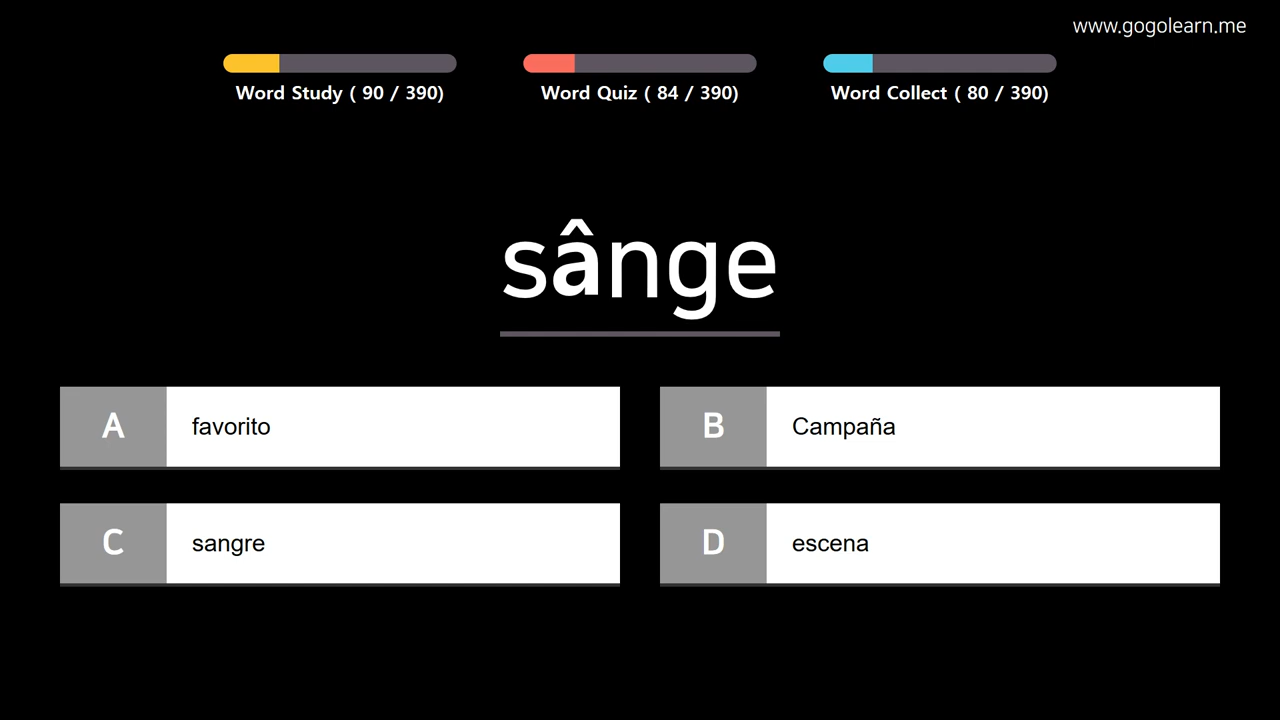 www.gogolearn.me
Word Study ( 90 / 390)
Word Quiz ( 84 / 390)
Word Collect ( 80 / 390)
sânge
A
favorito
B
Campaña
C
sangre
D
escena